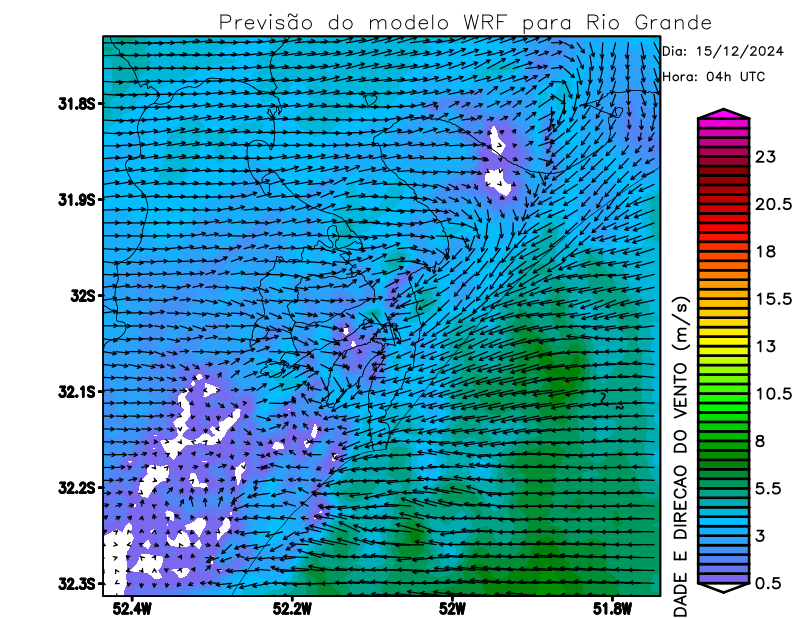 Previsão do modelo WRF para Rio Grande
Dia: 15/12/2024
Hora: 04h UTC
31.8S
31.9S
32S
32.1S
32.2S
32.3S
52.4W
52.2W
52W
51.8W
23
20.5
18
15.5
13
10.5
8
5.5
3
0.5
DADE E DIRECAO DO VENTO (m/s)